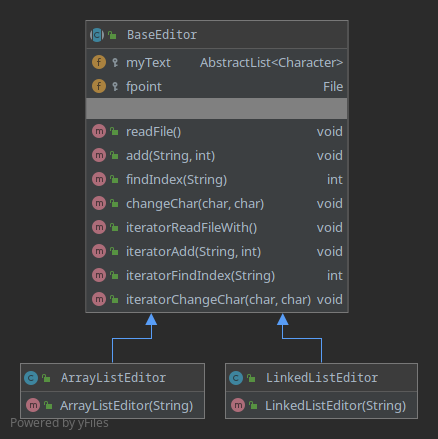 BaseEditor
myText AbstractList<Character>
fpoint File
readFile() void
add(String, int) void
findIndex(String) int
changeChar(char, char) void
iteratorReadFileWith() void
iteratorAdd(String, int) void
iteratorFindIndex(String) int
iteratorChangeChar(char, char) void
ArrayListEditor
ArrayListEditor(String)
LinkedListEditor
LinkedListEditor(String)
Powered by yFiles